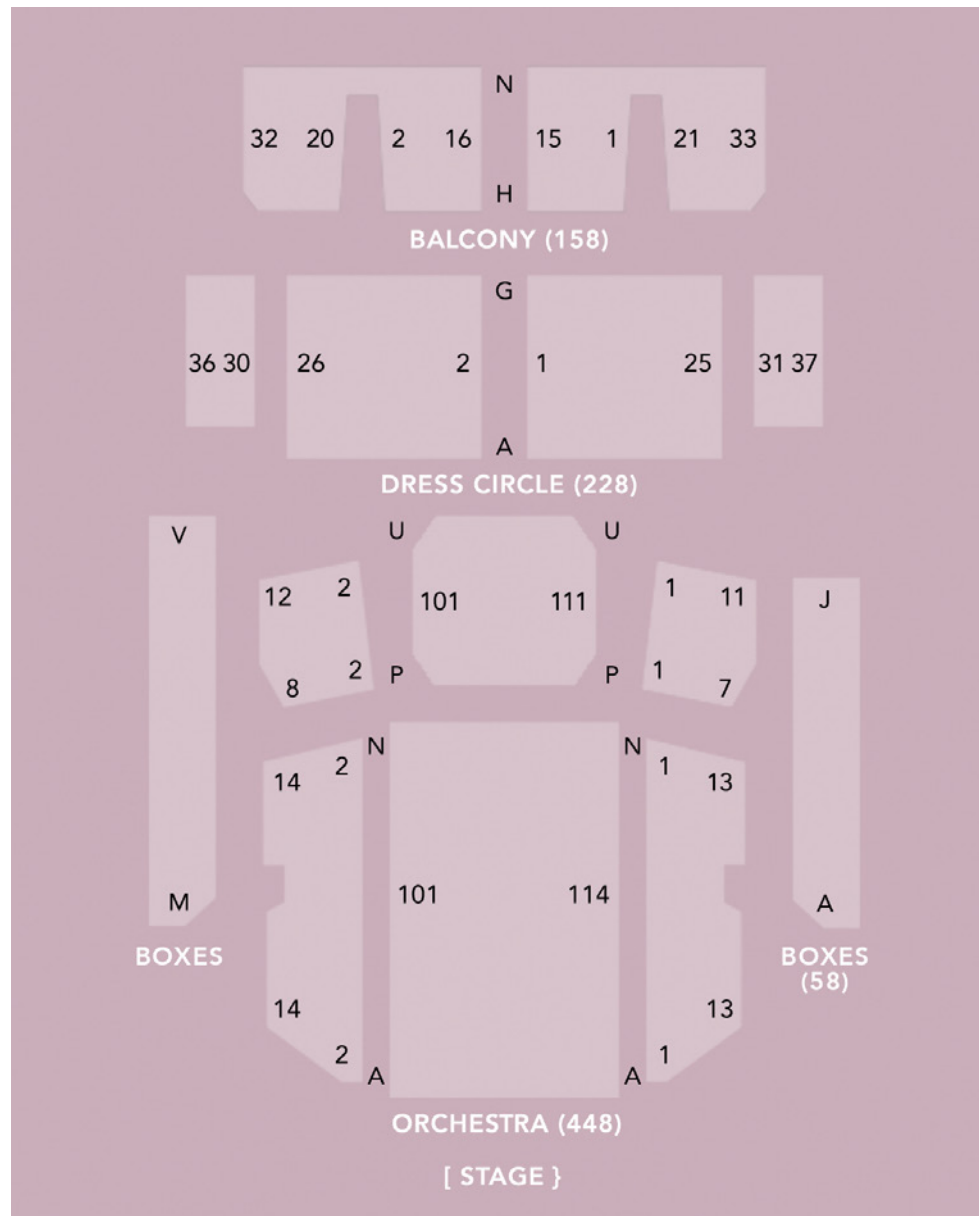 N
32 20 2 16 15 1 21 33
H
BALCONY (158)
G
36 30 26 2 1 25 31 37
A
DRESS CIRCLE (228)
V U U
12 2 101 111 1 11 J
8 2 P P 1 7
14 2 N N 1 13
101 114
M A
BOXES BOXES
(58)
14 13
2 A A 1
ORCHESTRA (448)
[ STAGE }